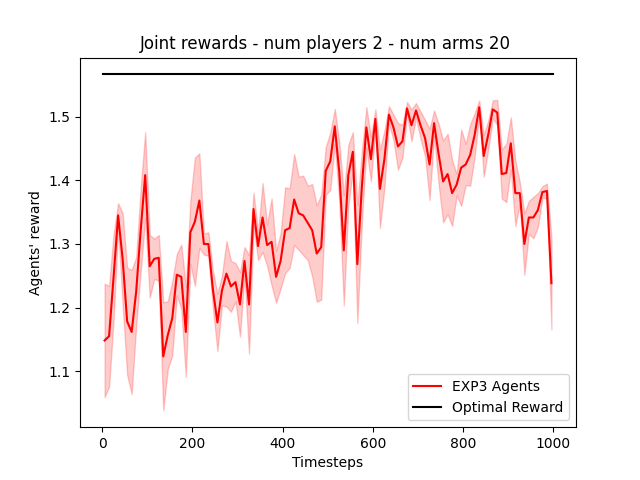 Joint rewards - num players 2 - num arms 20
Agents' reward
1.5
1.4
1.3
1.2
1.1
0
200
400
600
800
1000
Timesteps
EXP3 Agents
Optimal Reward